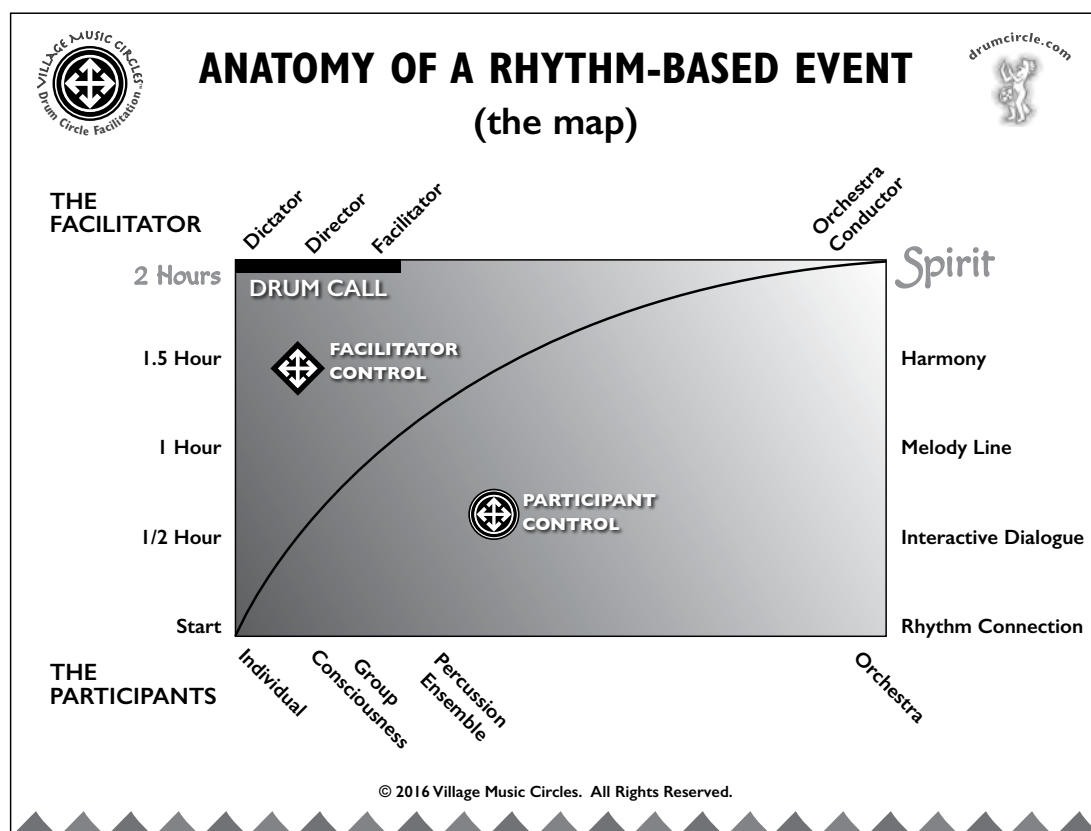 VILLAGE MUSIC CIRCLES™
Drum Circle Facilitation
ANATOMY OF A RHYTHM-BASED EVENT
(the map)
drumcircle.com
THE
FACILITATOR
Dictator
Director
Facilitator
Orchestra
Conductor
2 Hours
DRUM CALL
Spirit
1.5 Hour
FACILITATOR
CONTROL
Harmony
1 Hour
Melody Line
PARTICIPANT
CONTROL
1/2 Hour
Interactive Dialogue
Start
Rhythm Connection
THE
PARTICIPANTS
Individual
Group
Consciousness
Percussion
Ensemble
Orchestra
© 2016 Village Music Circles. All Rights Reserved.